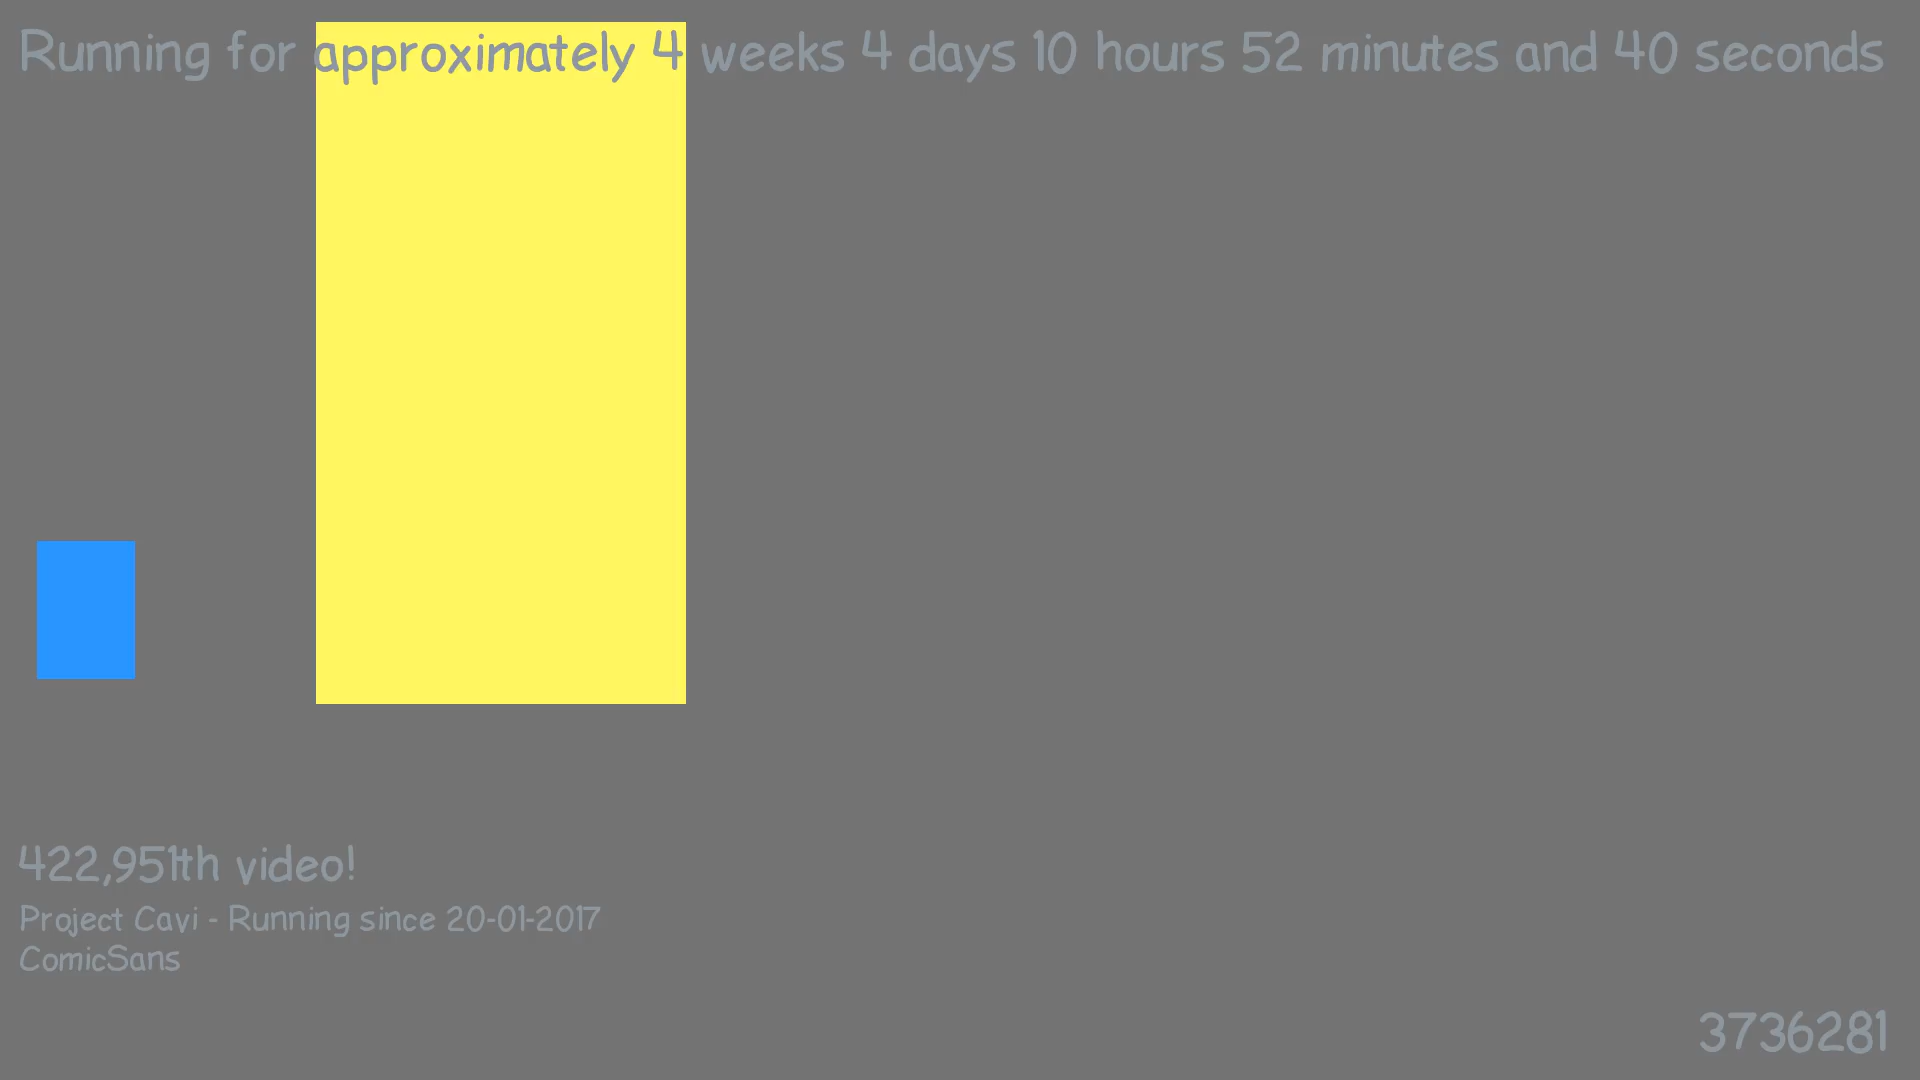 Running for approximately 4 weeks 4 days 10 hours 52 minutes and 40 seconds
422,951th video!
Project Cavi - Running since 20-01-2017
ComicSans
3736281